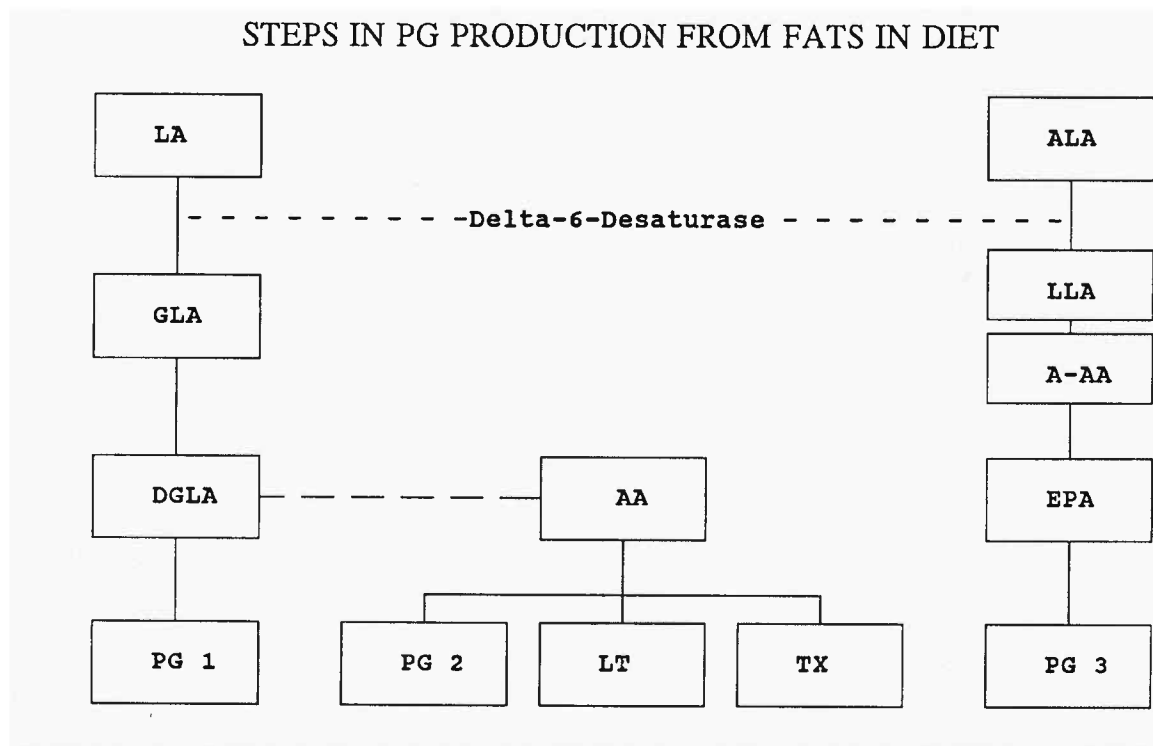 STEPS IN PG PRODUCTION FROM FATS IN DIET
LA
ALA
Delta-6-Desaturase
LLA
GLA
A-AA
DGLA
AA
EPA
PG 1
PG 2
LT
TX
PG 3